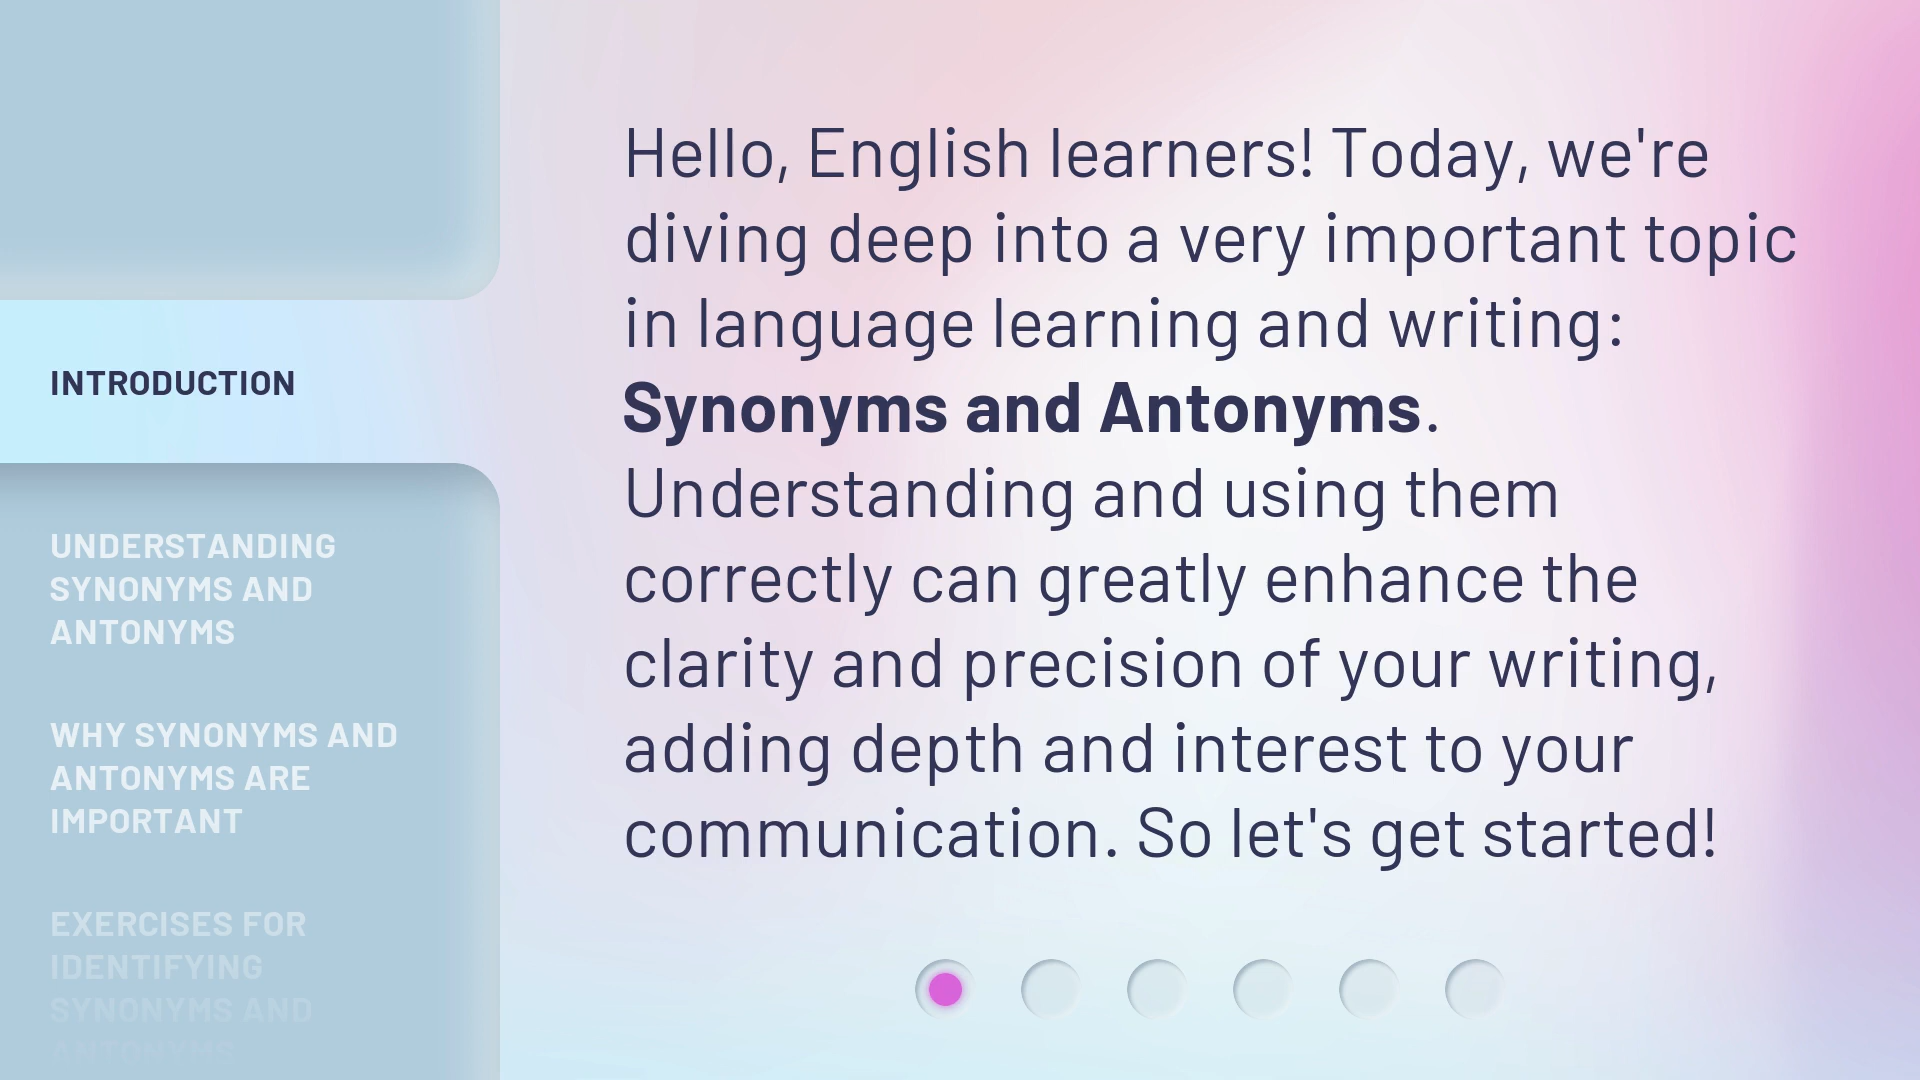 INTRODUCTION
UNDERSTANDING
SYNONYMS AND
ANTONYMS
WHY SYNONYMS AND
ANTONYMS ARE
IMPORTANT
EXERCISES FOR
IDENTIFYING
SYNONYMS AND
ANTONYMS
Hello, English learners! Today, we're
diving deep into a very important topic
in language learning and writing:
Synonyms and Antonyms.
Understanding and using them
correctly can greatly enhance the
clarity and precision of your writing,
adding depth and interest to your
communication. So let's get started!